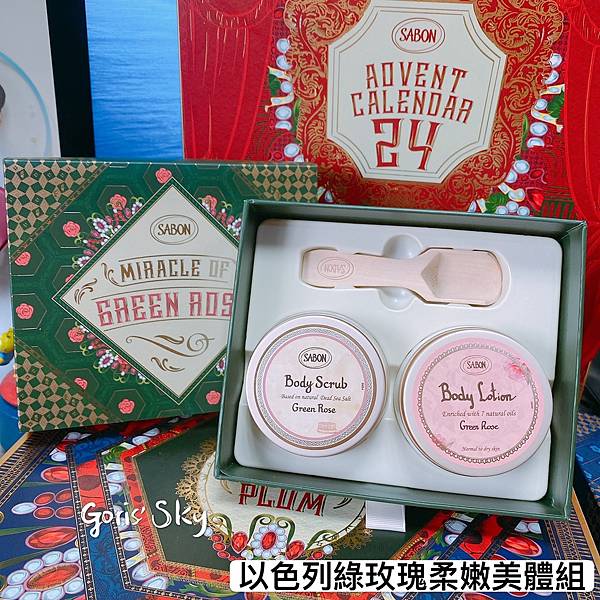 SABON
ADVENT
CALENDAR
24
SABON
MIRACLE OF
GREEN ROS
SABON
SABON
Body Scrub
Based on natural Dead Sea Salt
Green Rose
SABON
Body Lotion
Enriched with 7 natural oils
Green Rose
Normal to dry skin
PLUM
Goris' Sky
以色列綠玫瑰柔嫩美體組